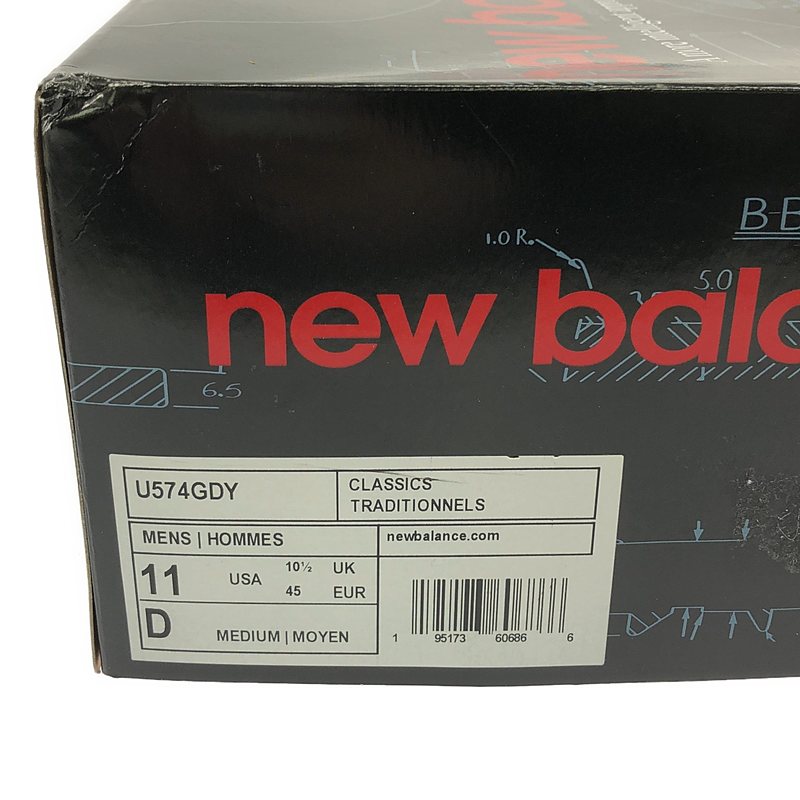 1.0 R.
B-B
5.0
new bala
6.5
U574GDY
CLASSICS
TRADITIONNELS
MENS | HOMMES
newbalance.com
11 USA 10½ UK
45 EUR
D MEDIUM | MOYEN
1 95173 60686 6